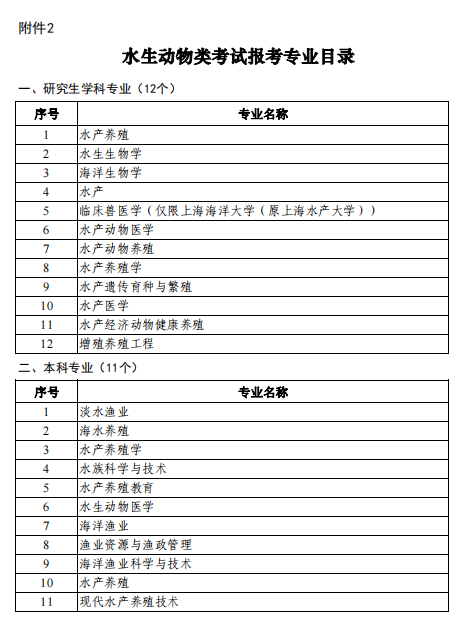 附件2
水生动物类考试报考专业目录
一、研究生学科专业（12个）
序号 专业名称
1 水产养殖
2 水生生物学
3 海洋生物学
4 水产
5 临床兽医学（仅限上海海洋大学（原上海水产大学））
6 水产动物医学
7 水产动物养殖
8 水产养殖学
9 水产遗传育种与繁殖
10 水产医学
11 水产经济动物健康养殖
12 增殖养殖工程
二、本科专业（11个）
序号 专业名称
1 淡水渔业
2 海水养殖
3 水产养殖学
4 水族科学与技术
5 水产养殖教育
6 水生动物医学
7 海洋渔业
8 渔业资源与渔政管理
9 海洋渔业科学与技术
10 水产养殖
11 现代水产养殖技术